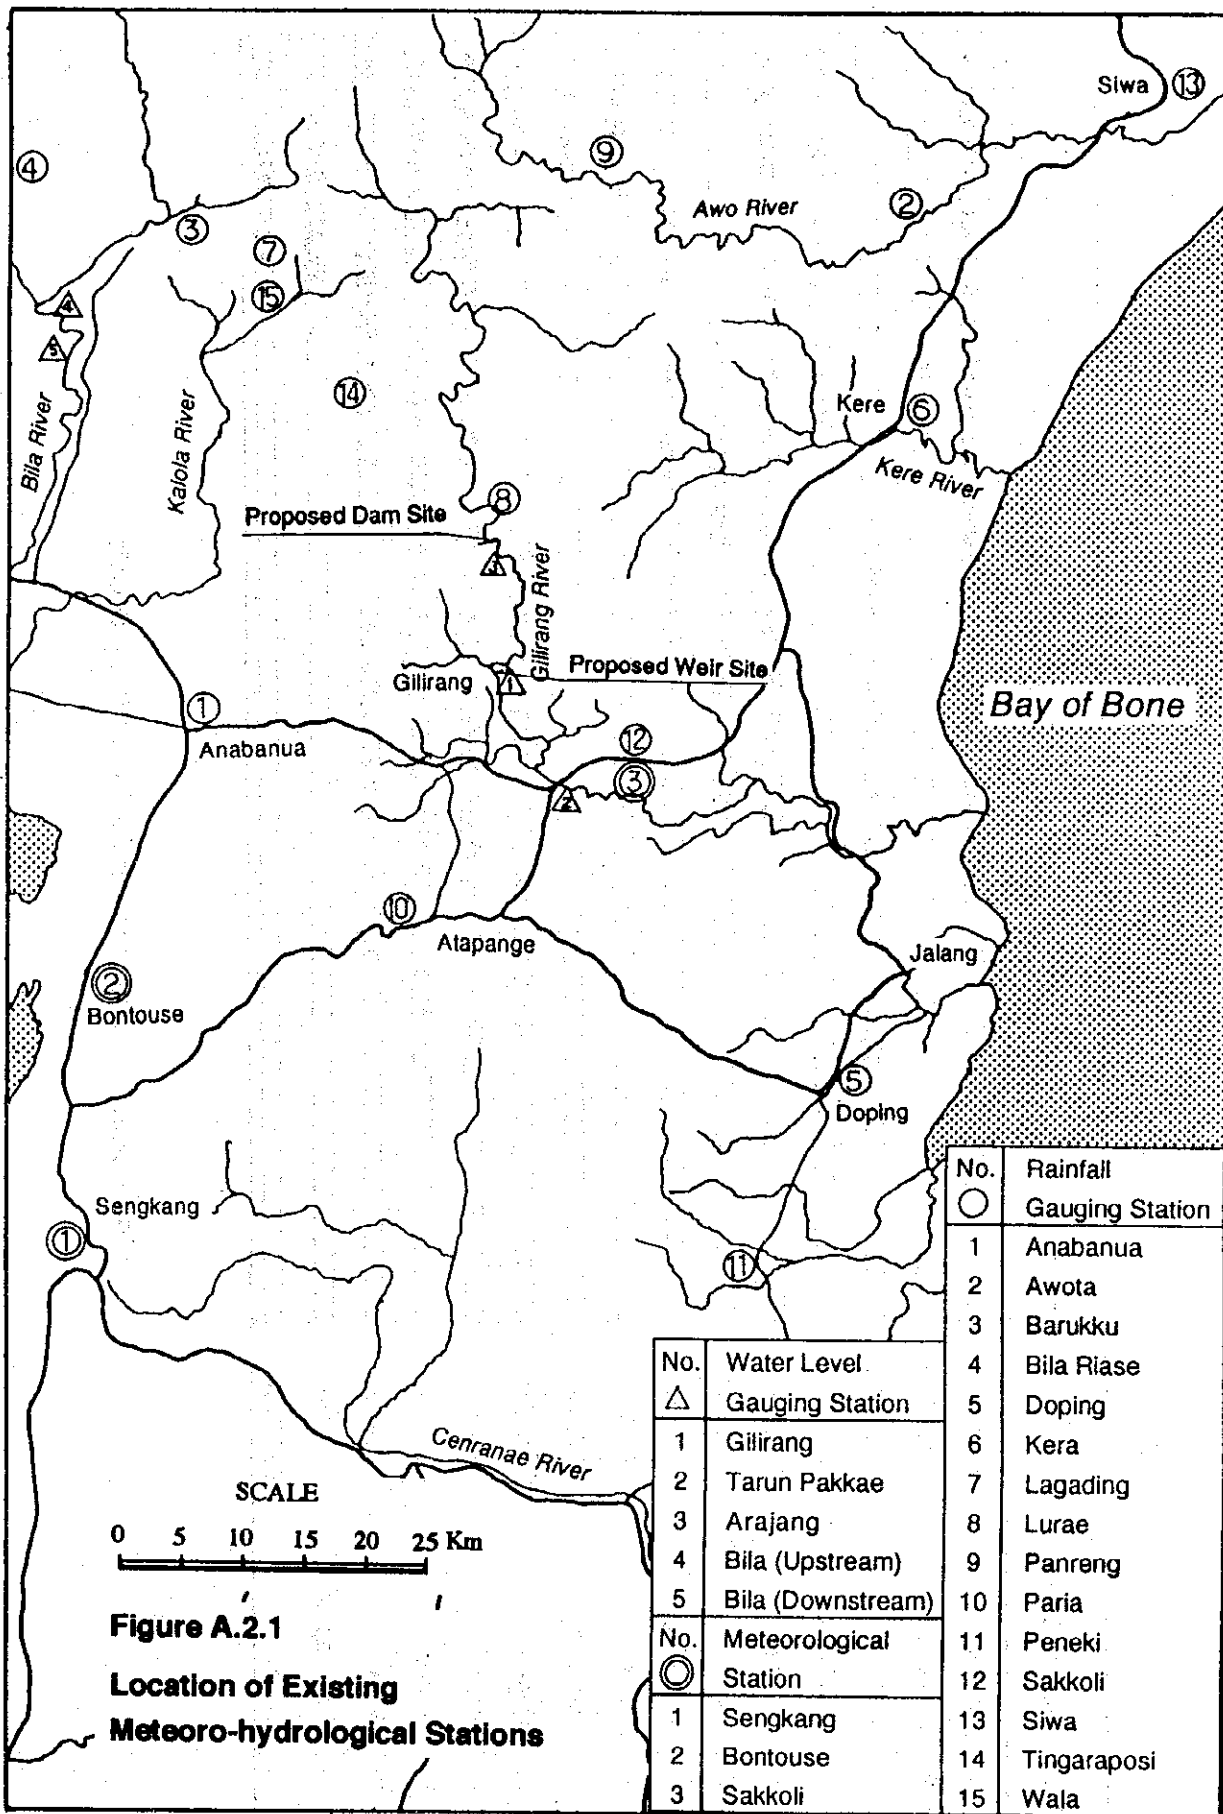 Siwa
13
4
9
2
Awo River
3
7
15
4
5
14
Kere
6
Bila River
Kalola River
Kere River
8
Proposed Dam Site
3
Gilirang River
Proposed Weir Site
Gilirang
1
Bay of Bone
1
Anabanua
12
3
2
10
Atapange
Jalang
2
Bontouse
5
Doping
Sengkang
1
11
Cenranae River
SCALE
0 5 10 15 20 25 Km
Figure A.2.1
Location of Existing
Meteoro-hydrological Stations
No. Water Level
Gauging Station
1 Gilirang
2 Tarun Pakkae
3 Arajang
4 Bila (Upstream)
5 Bila (Downstream)
No. Meteorological
Station
1 Sengkang
2 Bontouse
3 Sakkoli
No. Rainfall
Gauging Station
1 Anabanua
2 Awota
3 Barukku
4 Bila Riase
5 Doping
6 Kera
7 Lagading
8 Lurae
9 Panreng
10 Paria
11 Peneki
12 Sakkoli
13 Siwa
14 Tingaraposi
15 Wala